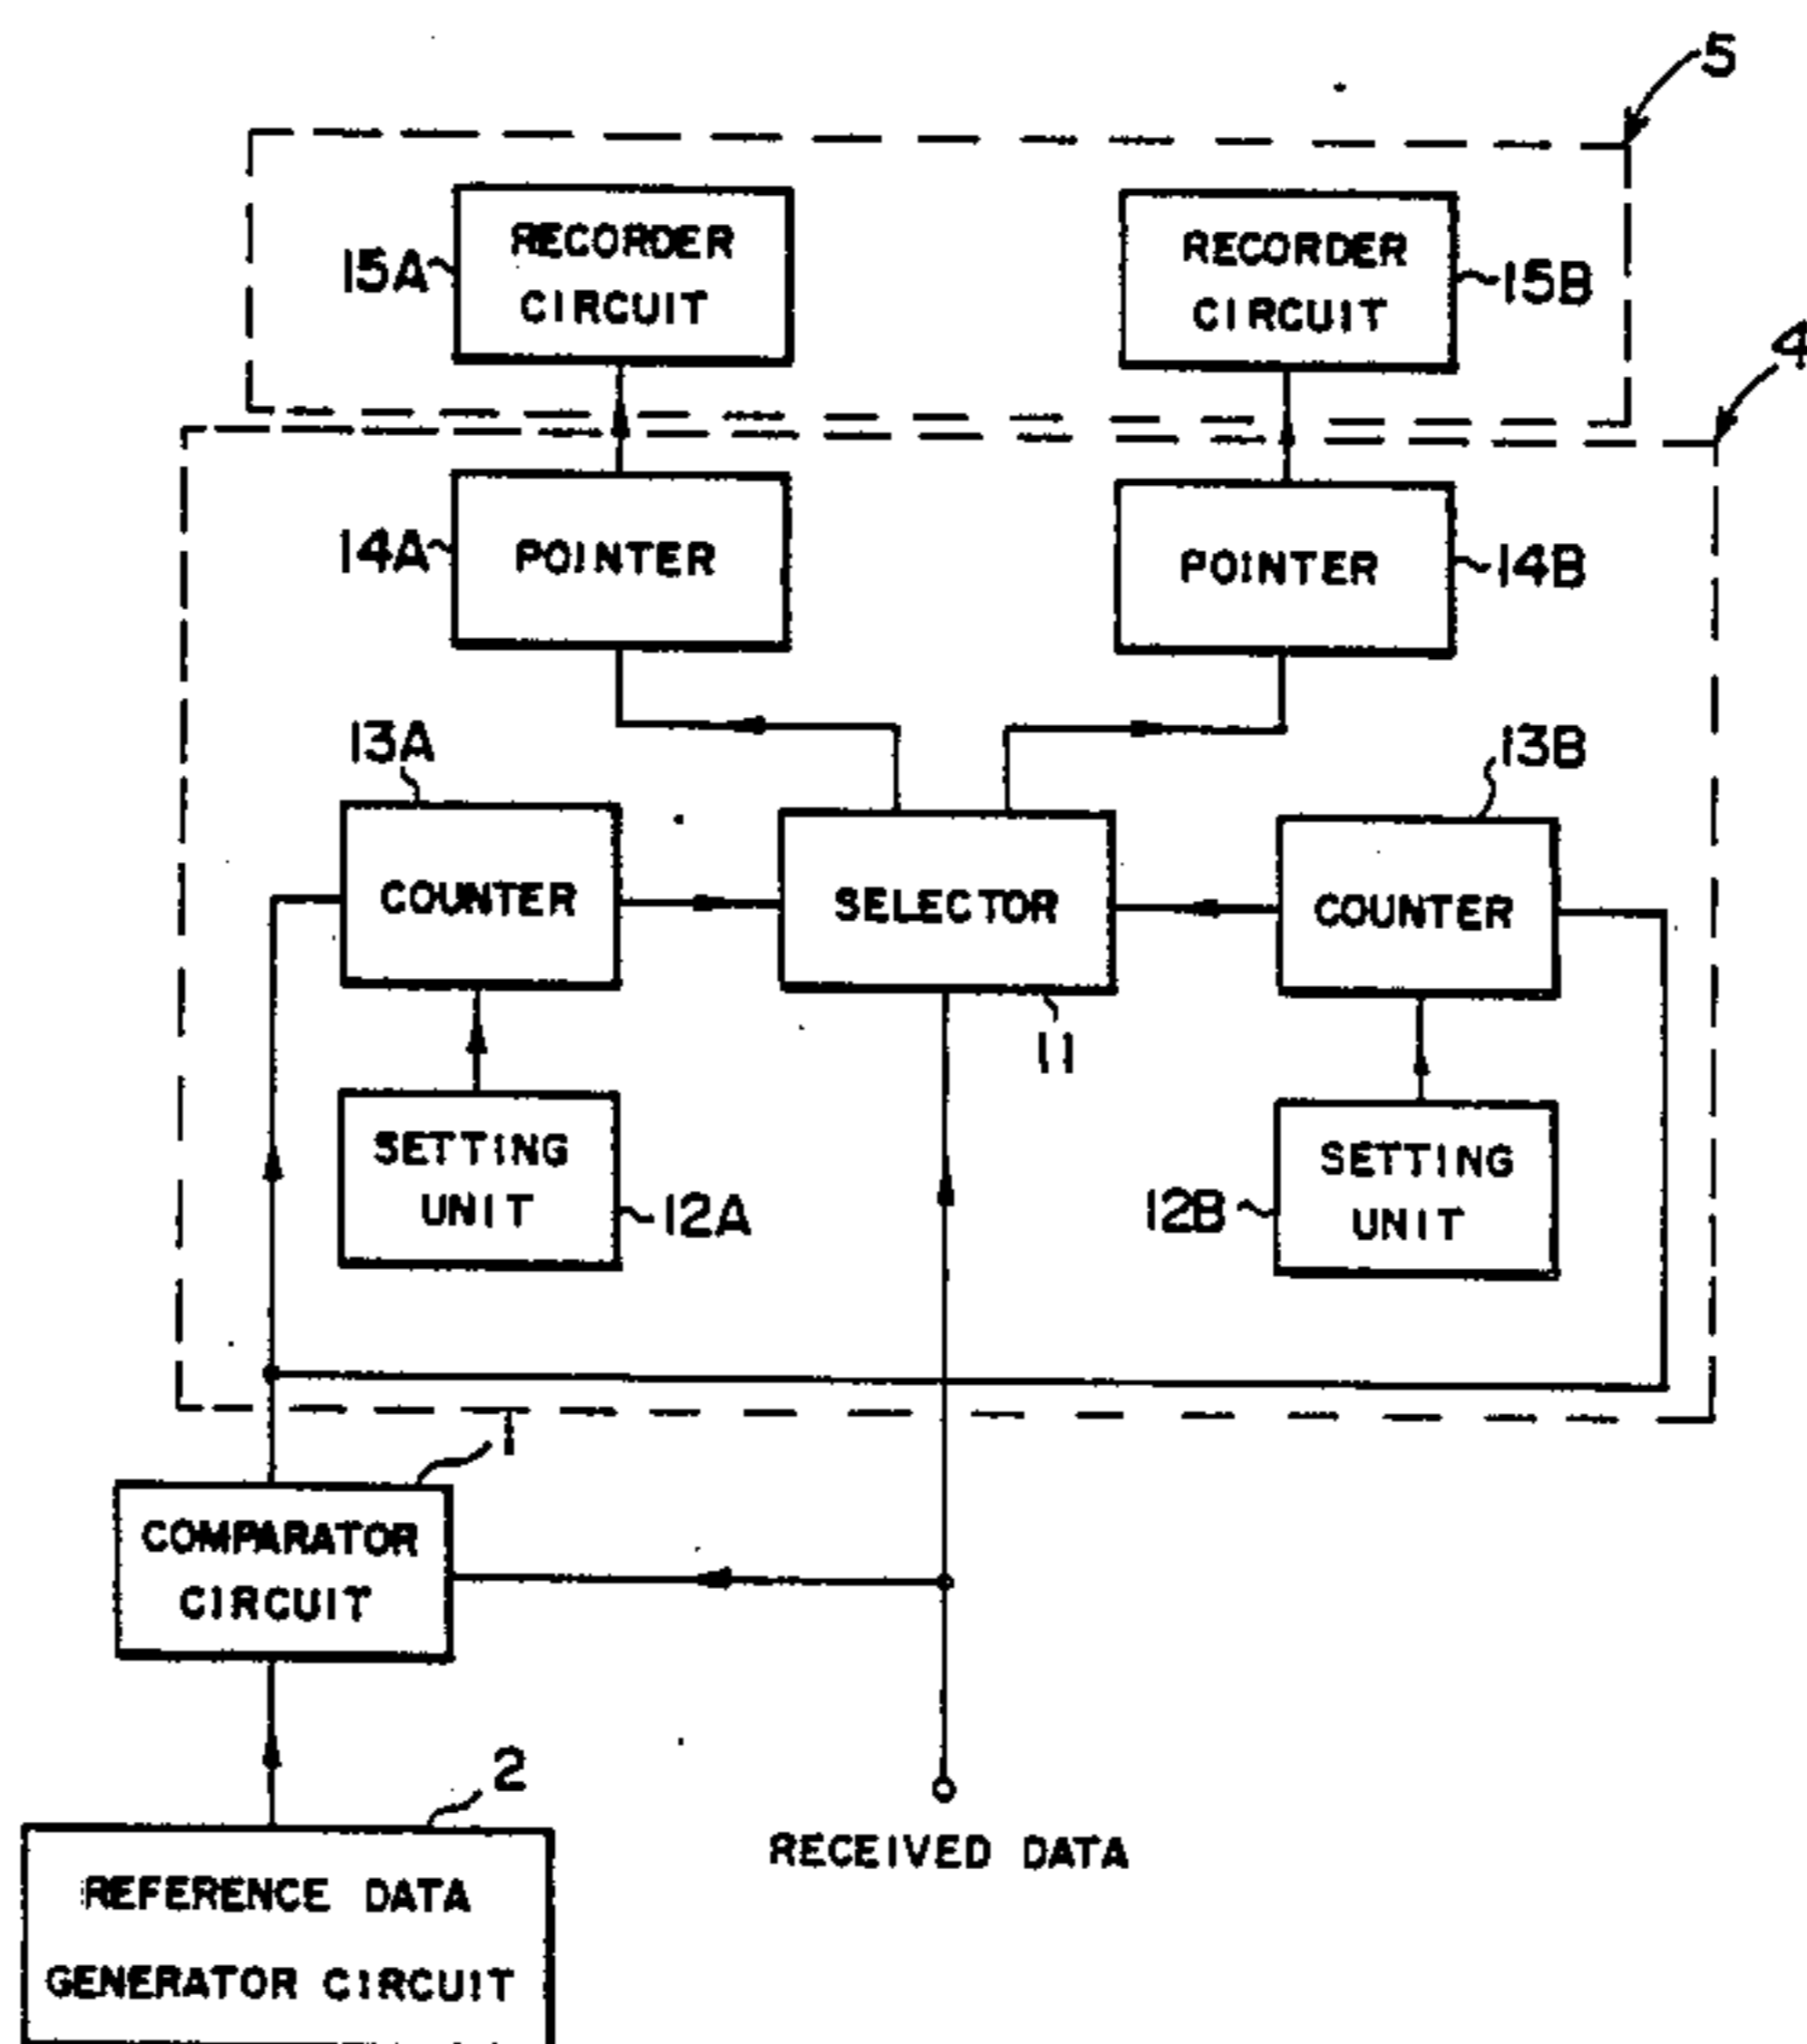 5
RECORDER
CIRCUIT
15A
RECORDER
CIRCUIT
15B
4
14A
POINTER
POINTER
14B
13A
13B
COUNTER
SELECTOR
COUNTER
11
SETTING
UNIT
12A
12B
SETTING
UNIT
1
COMPARATOR
CIRCUIT
2
RECEIVED DATA
REFERENCE DATA
GENERATOR CIRCUIT